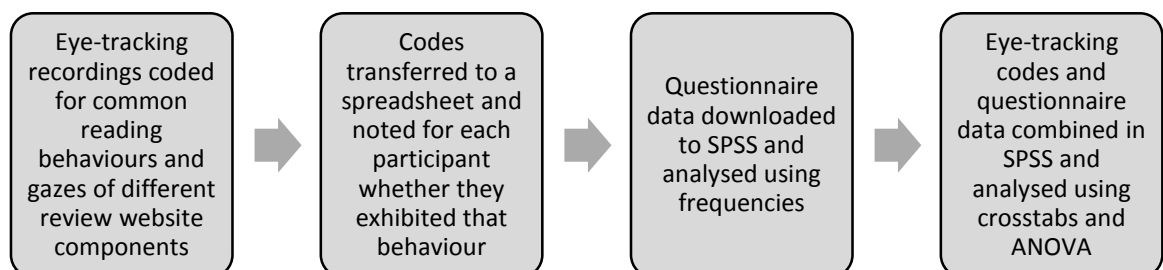 Eye-tracking
recordings coded
for common
reading
behaviours and
gazes of different
review website
components
Codes
transferred to a
spreadsheet and
noted for each
participant
whether they
exhibited that
behaviour
Questionnaire
data downloaded
to SPSS and
analysed using
frequencies
Eye-tracking
codes and
questionnaire
data combined in
SPSS and
analysed using
crosstabs and
ANOVA